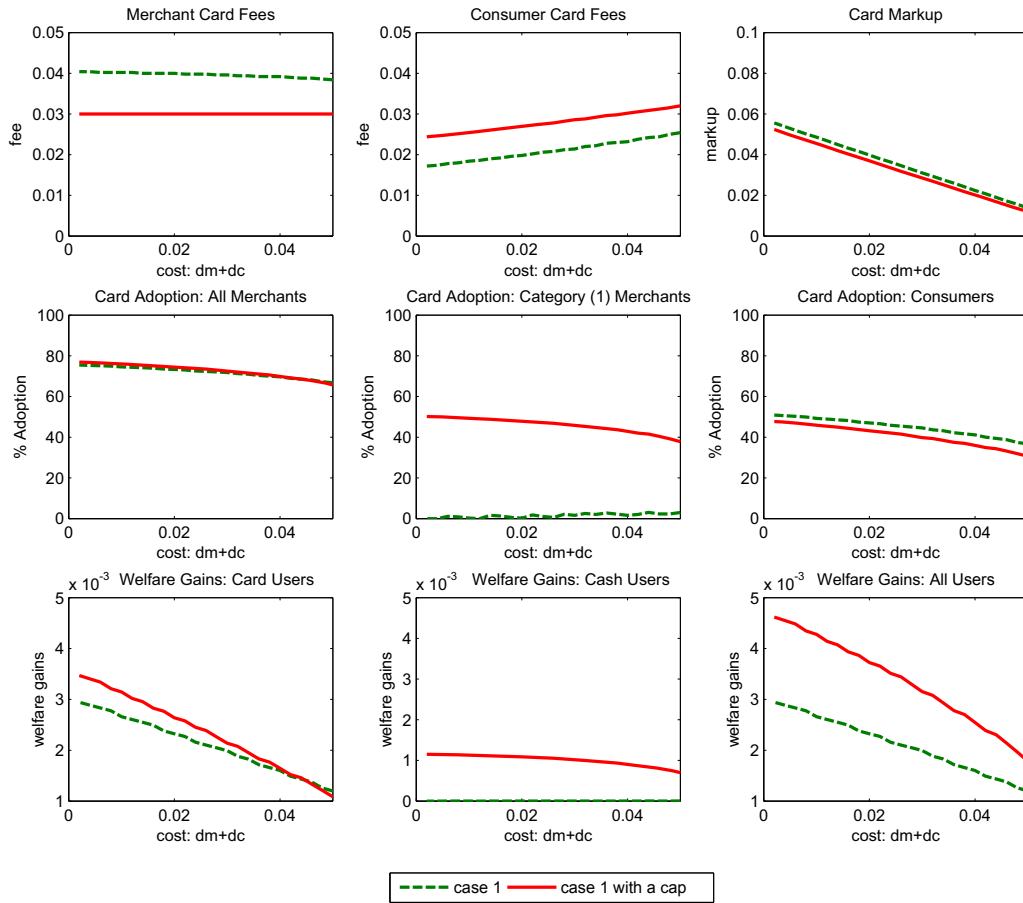 Merchant Card Fees
0.05
0.04
0.03
0.02
0.01
0
fee
0
0.02
0.04
cost: dm+dc
Consumer Card Fees
0.05
0.04
0.03
0.02
0.01
0
fee
0
0.02
0.04
cost: dm+dc
Card Markup
0.1
0.08
0.06
0.04
0.02
0
markup
0
0.02
0.04
cost: dm+dc
Card Adoption: All Merchants
100
80
60
40
20
0
% Adoption
0
0.02
0.04
cost: dm+dc
Card Adoption: Category (1) Merchants
100
80
60
40
20
0
% Adoption
0
0.02
0.04
cost: dm+dc
Card Adoption: Consumers
100
80
60
40
20
0
% Adoption
0
0.02
0.04
cost: dm+dc
x 10-3
Welfare Gains: Card Users
5
4
3
2
1
welfare gains
0
0.02
0.04
cost: dm+dc
x 10-3
Welfare Gains: Cash Users
5
4
3
2
1
0
welfare gains
0
0.02
0.04
cost: dm+dc
x 10-3
Welfare Gains: All Users
5
4
3
2
1
welfare gains
0
0.02
0.04
cost: dm+dc
case 1
case 1 with a cap